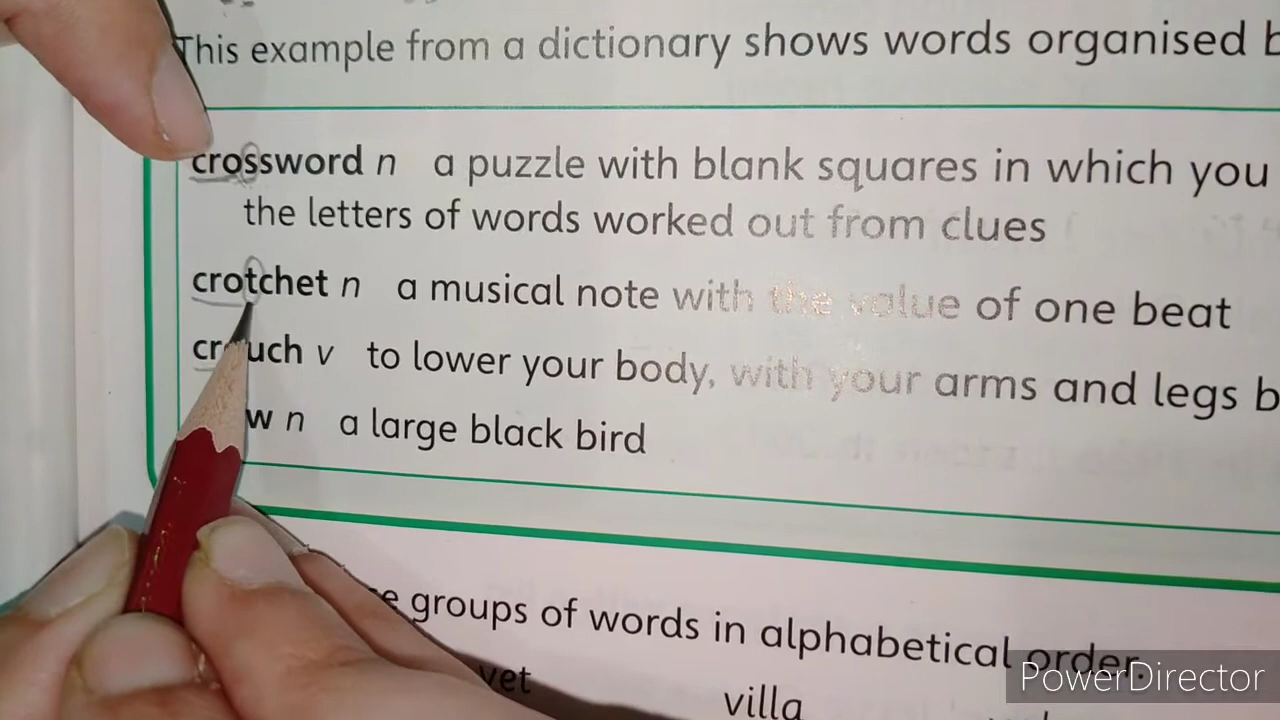 This example from a dictionary shows words organised
crossword n a puzzle with blank squares in which you
the letters of words worked out from clues
crotchet n a musical note with the value of one beat
crouch v to lower your body, with your arms and legs
w n a large black bird
groups of words in alphabetical order.
vet
villa
PowerDirector